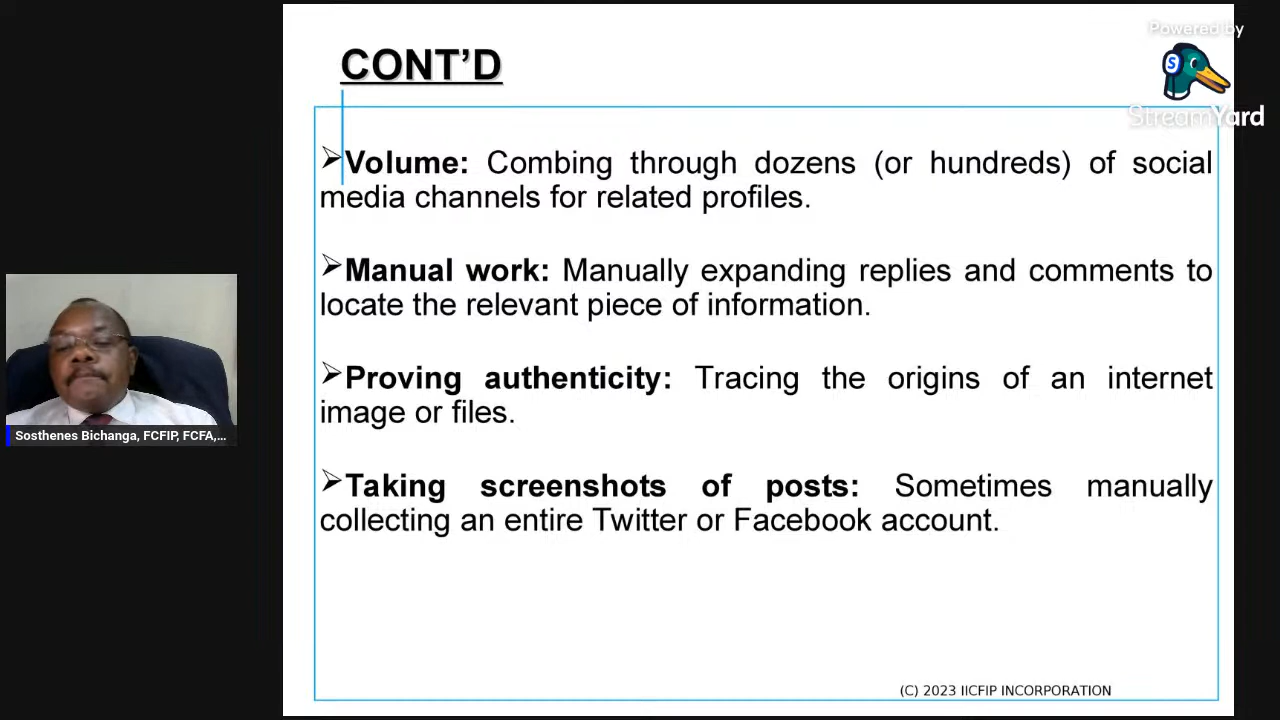 Powered by
S
StreamYard
CONT'D
➢Volume: Combing through dozens (or hundreds) of social
media channels for related profiles.
➢Manual work: Manually expanding replies and comments to
locate the relevant piece of information.
➢Proving authenticity: Tracing the origins of an internet
image or files.
➢Taking screenshots of posts: Sometimes manually
collecting an entire Twitter or Facebook account.
Sosthenes Bichanga, FCFIP, FCFA,...
(C) 2023 IICFIP INCORPORATION